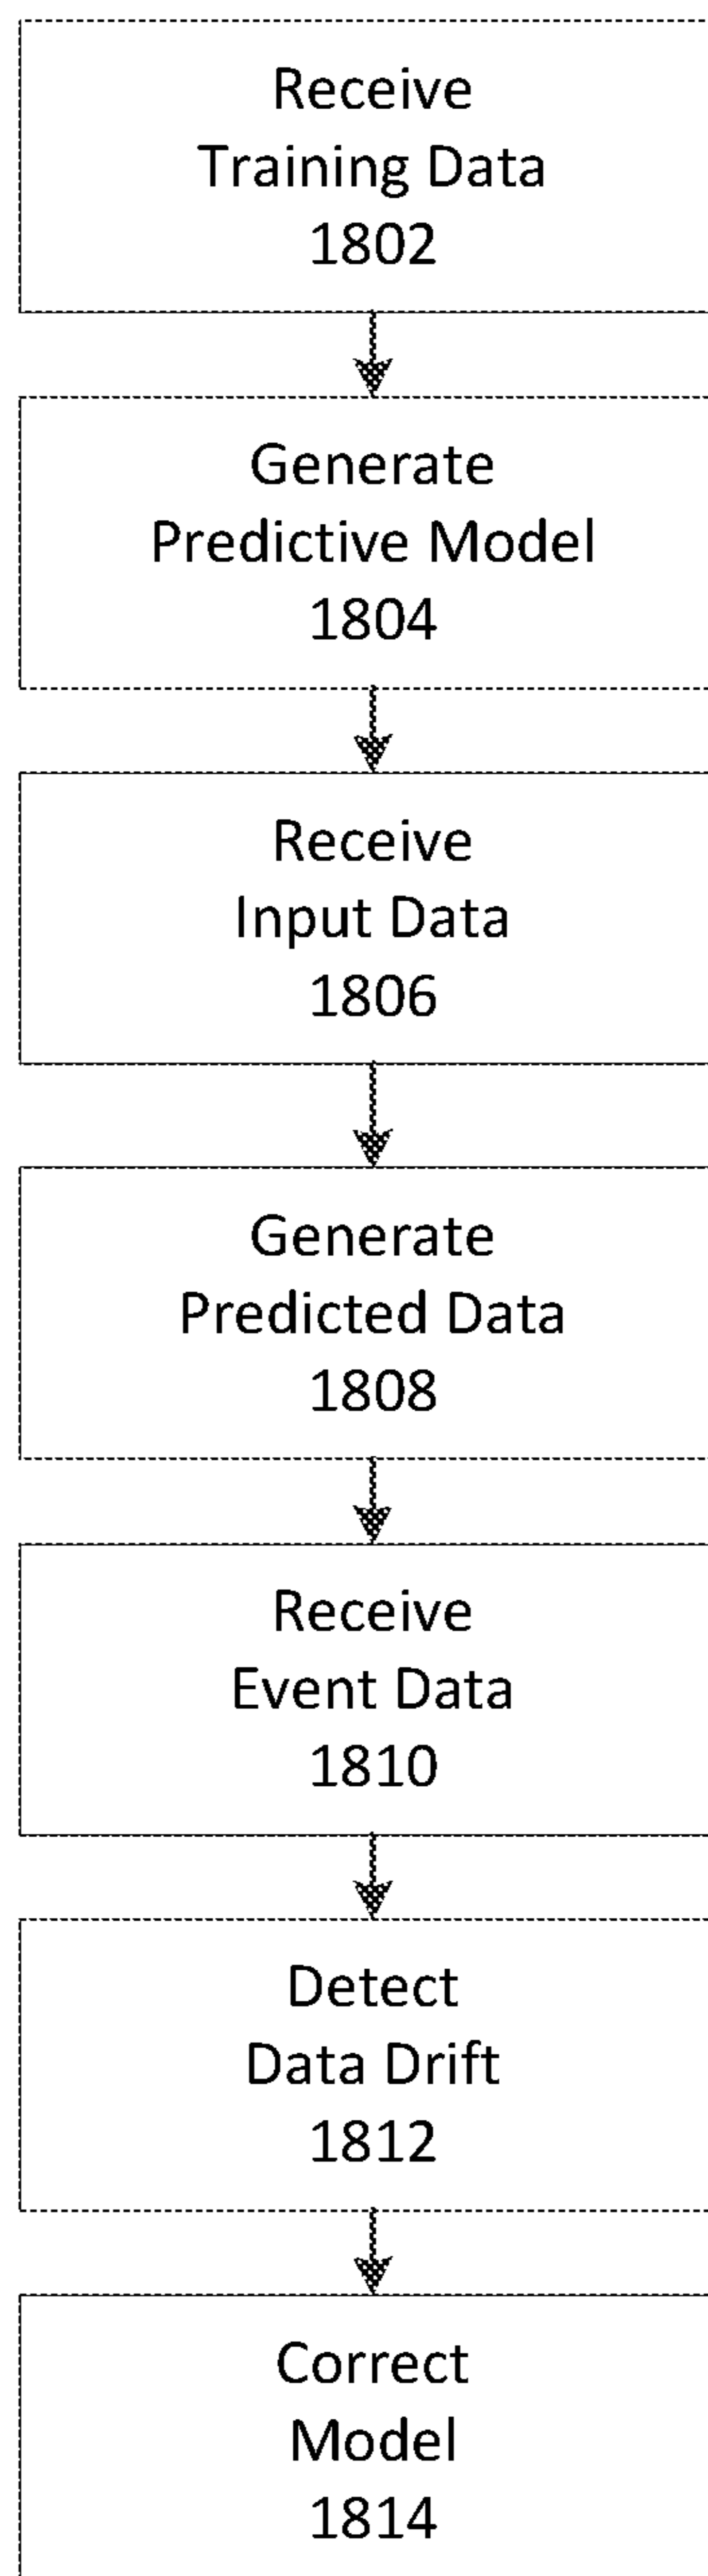 Receive
Training Data
1802
Generate
Predictive Model
1804
Receive
Input Data
1806
Generate
Predicted Data
1808
Receive
Event Data
1810
Detect
Data Drift
1812
Correct
Model
1814